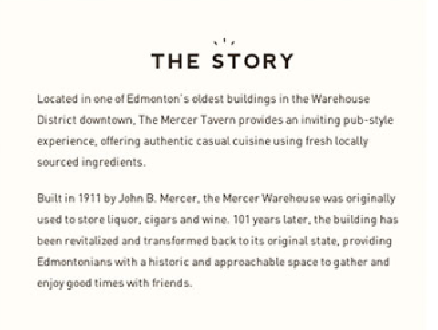 THE STORY
Located in one of Edmonton's oldest buildings in the Warehouse
District downtown, The Mercer Tavern provides an inviting pub-style
experience, offering authentic casual cuisine using fresh locally
sourced ingredients.
Built in 1911 by John B. Mercer, the Mercer Warehouse was originally
used to store liquor, cigars and wine. 101 years later, the building has
been revitalized and transformed back to its original state, providing
Edmontonians with a historic and approachable space to gather and
enjoy good times with friends.